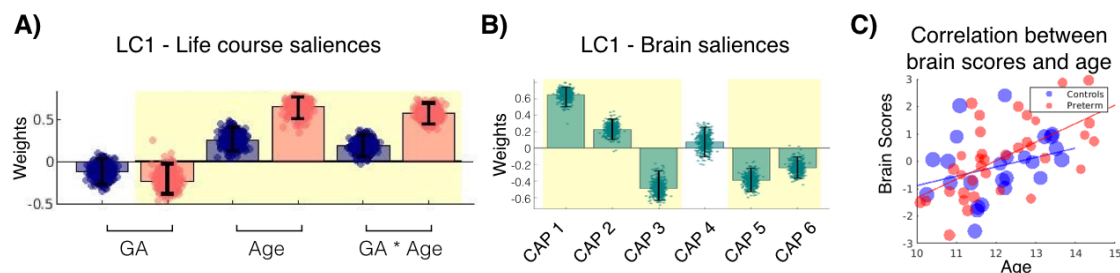 A)
LC1 - Life course saliences
Weights
0.5
0
-0.5
GA
Age
GA * Age
B)
LC1 - Brain saliences
Weights
0.6
0.4
0.2
0
-0.2
-0.4
-0.6
CAP 1
CAP 2
CAP 3
CAP 4
CAP 5
CAP 6
C)
Correlation between
brain scores and age
Brain Scores
3
2
1
0
-1
-2
-3
Controls
Preterm
10 11 12 13 14 15
Age